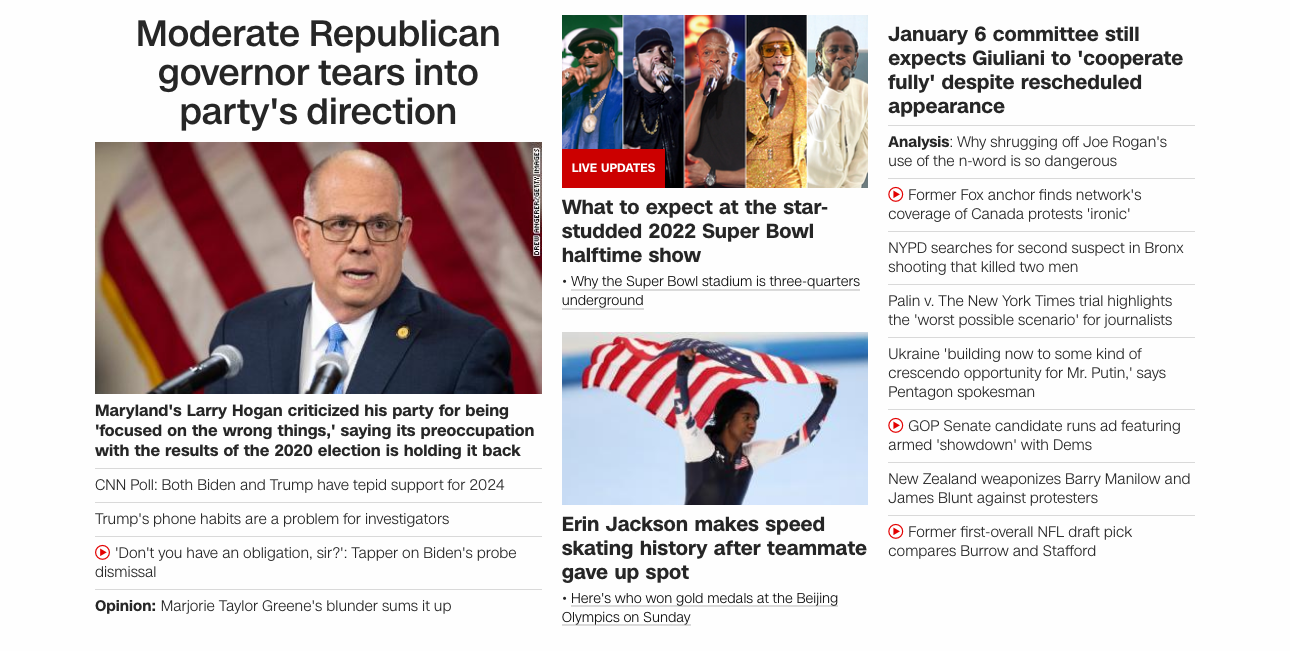 Moderate Republican
governor tears into
party's direction
DREW ANGERER/GETTY IMAGES
Maryland's Larry Hogan criticized his party for being
'focused on the wrong things,' saying its preoccupation
with the results of the 2020 election is holding it back
CNN Poll: Both Biden and Trump have tepid support for 2024
Trump's phone habits are a problem for investigators
'Don't you have an obligation, sir?': Tapper on Biden's probe
dismissal
Opinion: Marjorie Taylor Greene's blunder sums it up
LIVE UPDATES
What to expect at the star-
studded 2022 Super Bowl
halftime show
• Why the Super Bowl stadium is three-quarters
underground
Erin Jackson makes speed
skating history after teammate
gave up spot
• Here's who won gold medals at the Beijing
Olympics on Sunday
January 6 committee still
expects Giuliani to 'cooperate
fully' despite rescheduled
appearance
Analysis: Why shrugging off Joe Rogan's
use of the n-word is so dangerous
Former Fox anchor finds network's
coverage of Canada protests 'ironic'
NYPD searches for second suspect in Bronx
shooting that killed two men
Palin v. The New York Times trial highlights
the 'worst possible scenario' for journalists
Ukraine 'building now to some kind of
crescendo opportunity for Mr. Putin,' says
Pentagon spokesman
GOP Senate candidate runs ad featuring
armed 'showdown' with Dems
New Zealand weaponizes Barry Manilow and
James Blunt against protesters
Former first-overall NFL draft pick
compares Burrow and Stafford